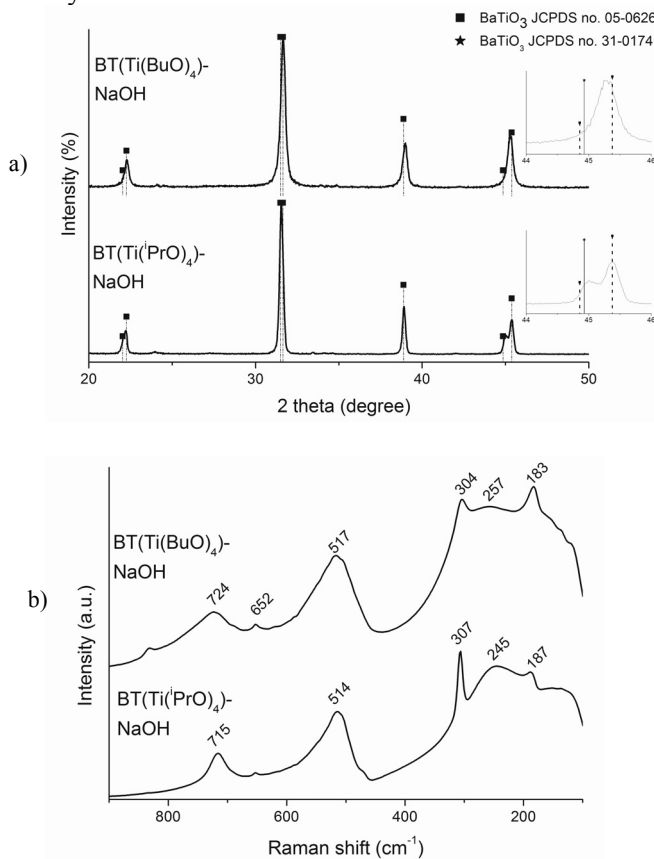 ■ BaTiO3 JCPDS no. 05-0626
★ BaTiO3 JCPDS no. 31-0174
BT(Ti(BuO)4)-
NaOH
44 45 46
a)
Intensity (%)
BT(Ti(iPrO)4)-
NaOH
44 45 46
20 30 40 50
2 theta (degree)
BT(Ti(BuO)4)-
NaOH
724 652 517 304 257 183
b)
Intensity (a.u.)
BT(Ti(iPrO)4)-
NaOH
715 514 307 245 187
800 600 400 200
Raman shift (cm-1)